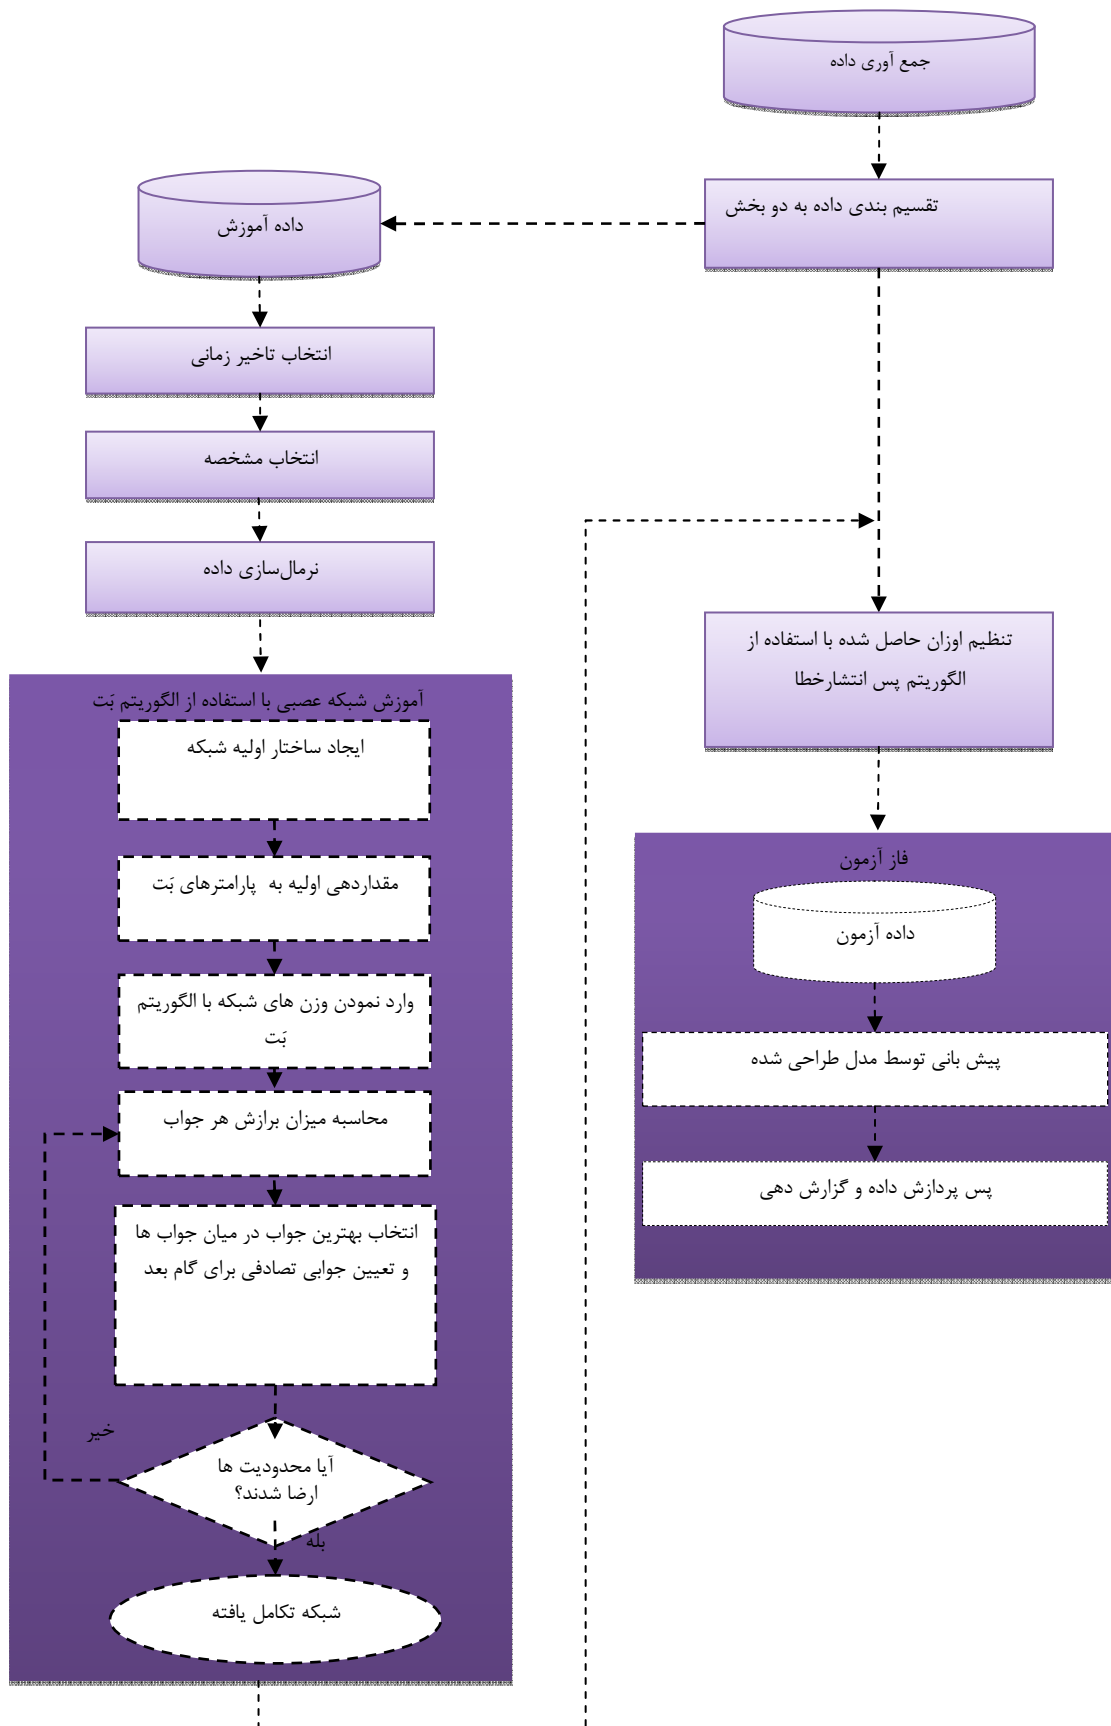 جمع آوری داده
تقسیم بندی داده به دو بخش
داده آموزش
انتخاب تاخیر زمانی
انتخاب مشخصه
نرمال‌سازی داده
آموزش شبکه عصبی با استفاده از الگوریتم بَت
ایجاد ساختار اولیه شبکه
مقداردهی اولیه به پارامترهای بَت
وارد نمودن وزن های شبکه با الگوریتم
بَت
محاسبه میزان برازش هر جواب
انتخاب بهترین جواب در میان جواب ها
و تعیین جوابی تصادفی برای گام بعد
خیر
آیا محدودیت ها
ارضا شدند؟
بله
شبکه تکامل یافته
تنظیم اوزان حاصل شده با استفاده از
الگوریتم پس انتشارخطا
فاز آزمون
داده آزمون
پیش بانی توسط مدل طراحی شده
پس پردازش داده و گزارش دهی